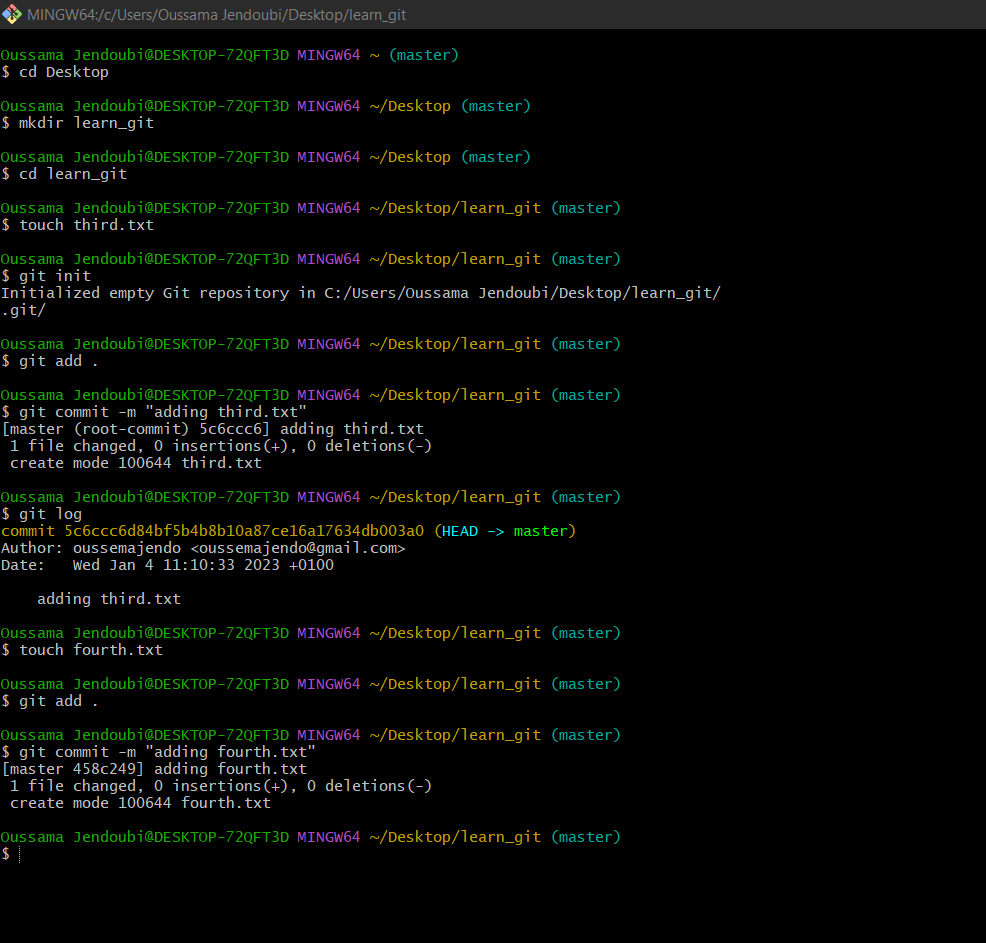 MINGW64:/c/Users/Oussama Jendoubi/Desktop/learn_git
Oussama Jendoubi@DESKTOP-72QFT3D MINGW64 ~ (master)
$ cd Desktop
Oussama Jendoubi@DESKTOP-72QFT3D MINGW64 ~/Desktop (master)
$ mkdir learn_git
Oussama Jendoubi@DESKTOP-72QFT3D MINGW64 ~/Desktop (master)
$ cd learn_git
Oussama Jendoubi@DESKTOP-72QFT3D MINGW64 ~/Desktop/learn_git (master)
$ touch third.txt
Oussama Jendoubi@DESKTOP-72QFT3D MINGW64 ~/Desktop/learn_git (master)
$ git init
Initialized empty Git repository in C:/Users/Oussama Jendoubi/Desktop/learn_git/
.git/
Oussama Jendoubi@DESKTOP-72QFT3D MINGW64 ~/Desktop/learn_git (master)
$ git add .
Oussama Jendoubi@DESKTOP-72QFT3D MINGW64 ~/Desktop/learn_git (master)
$ git commit -m "adding third.txt"
[master (root-commit) 5c6ccc6] adding third.txt
 1 file changed, 0 insertions(+), 0 deletions(-)
 create mode 100644 third.txt
Oussama Jendoubi@DESKTOP-72QFT3D MINGW64 ~/Desktop/learn_git (master)
$ git log
commit 5c6ccc6d84bf5b4b8b10a87ce16a17634db003a0 (HEAD -> master)
Author: oussemajendo <oussemajendo@gmail.com>
Date:   Wed Jan 4 11:10:33 2023 +0100
    adding third.txt
Oussama Jendoubi@DESKTOP-72QFT3D MINGW64 ~/Desktop/learn_git (master)
$ touch fourth.txt
Oussama Jendoubi@DESKTOP-72QFT3D MINGW64 ~/Desktop/learn_git (master)
$ git add .
Oussama Jendoubi@DESKTOP-72QFT3D MINGW64 ~/Desktop/learn_git (master)
$ git commit -m "adding fourth.txt"
[master 458c249] adding fourth.txt
 1 file changed, 0 insertions(+), 0 deletions(-)
 create mode 100644 fourth.txt
Oussama Jendoubi@DESKTOP-72QFT3D MINGW64 ~/Desktop/learn_git (master)
$